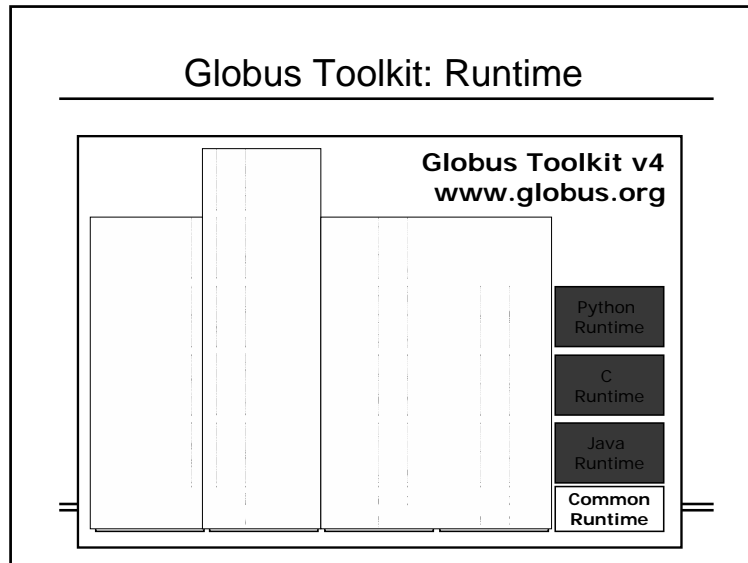 Globus Toolkit: Runtime
Globus Toolkit v4
www.globus.org
Python
Runtime
C
Runtime
Java
Runtime
Common
Runtime